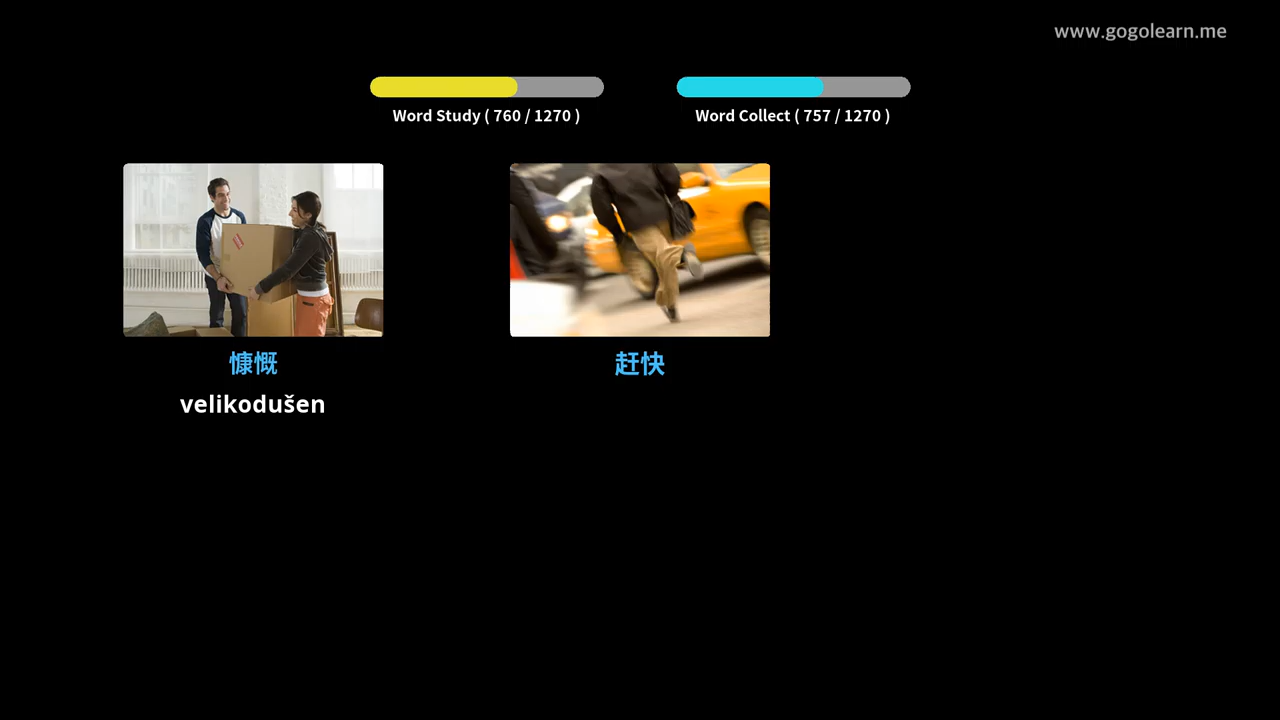 www.gogolearn.me
Word Study ( 760 / 1270 )
Word Collect ( 757 / 1270 )
慷慨
赶快
velikodušen